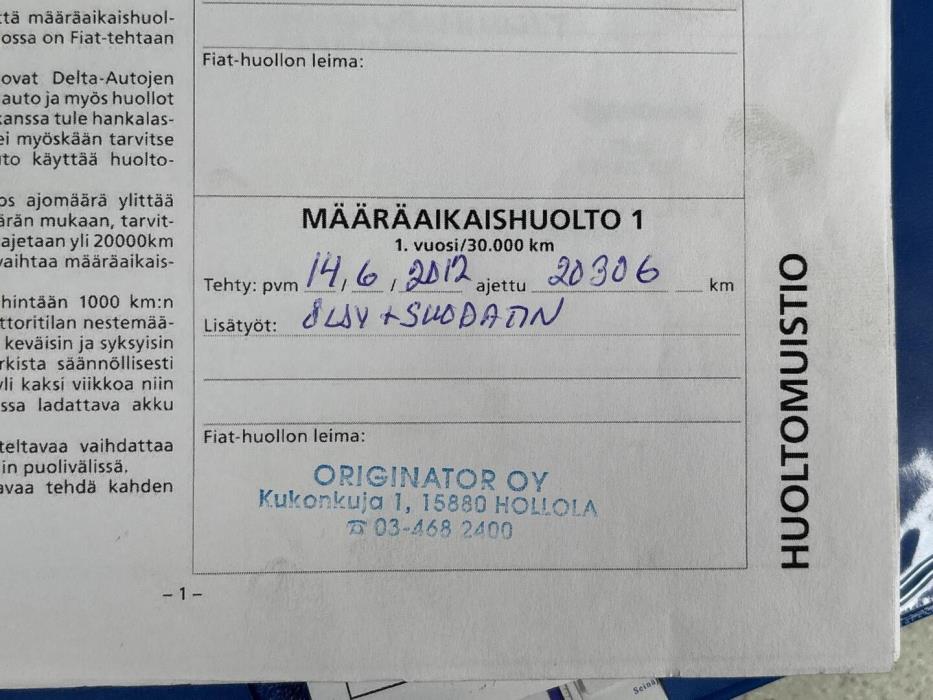 ttä määräaikaishuol-
ossa on Fiat-tehtaan
ovat Delta-Autojen
auto ja myös huollot
kanssa tule hankalas-
ei myöskään tarvitse
uto käyttää huolto-
os ajomäärä ylittää
ärän mukaan, tarvit-
ajetaan yli 20000km
vaihtaa määräaikais-
hintään 1000 km:n
ttoritilan nestemää-
keväisin ja syksyisin
rkista säännöllisesti
yli kaksi viikkoa niin
ssa ladattava akku
teltavaa vaihdattaa
in puolivälissä.
avaa tehdä kahden
Fiat-huollon leima:
MÄÄRÄAIKAISHUOLTO 1
1. vuosi/30.000 km
Tehty: pvm 14 / 6 / 2012 ajettu 20306 km
Lisätyöt: ÖLJY + SUODATIN
Fiat-huollon leima:
ORIGINATOR OY
Kukonkuja 1, 15880 HOLLOLA
☎ 03-468 2400
– 1 –
HUOLTOMUISTIO
Seinä